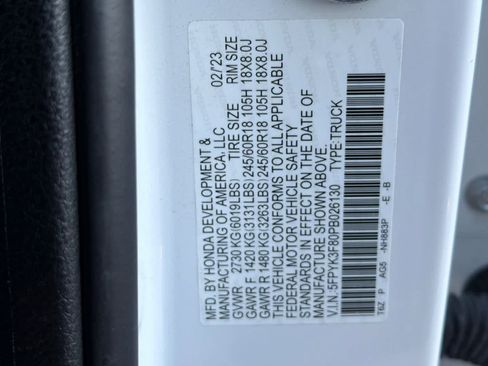 MFD. BY HONDA DEVELOPMENT & 02/'23
MANUFACTURING OF AMERICA, LLC
TIRE SIZE RIM SIZE
GVWR 2730 KG(6019LBS)
GAWR F 1420 KG(3131LBS) 245/60R18 105H 18X8.0J
GAWR R 1480 KG(3263LBS) 245/60R18 105H 18X8.0J
THIS VEHICLE CONFORMS TO ALL APPLICABLE
FEDERAL MOTOR VEHICLE SAFETY
STANDARDS IN EFFECT ON THE DATE OF
MANUFACTURE SHOWN ABOVE.
V.I.N.:5FPYK3F80PB026130 TYPE:TRUCK
T6Z P AG5 -NH883P -E -B